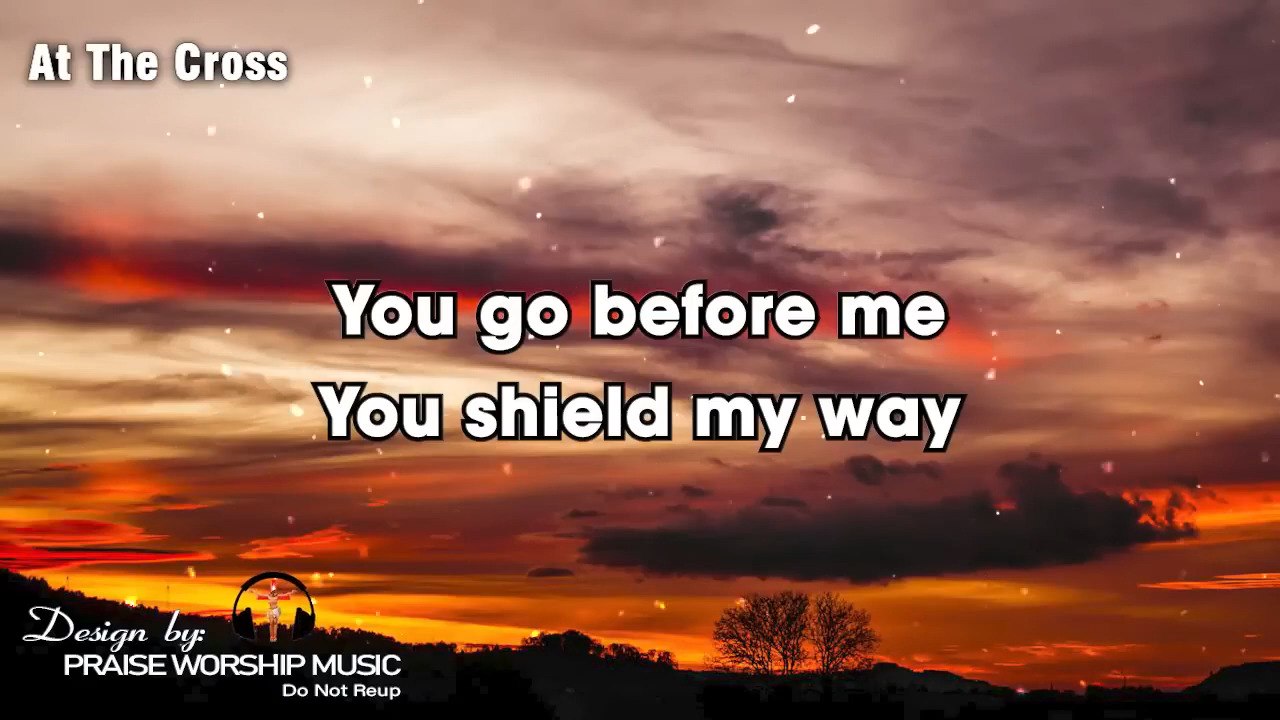 At The Cross
You go before me
You shield my way
Design by:
PRAISE WORSHIP MUSIC
Do Not Reup